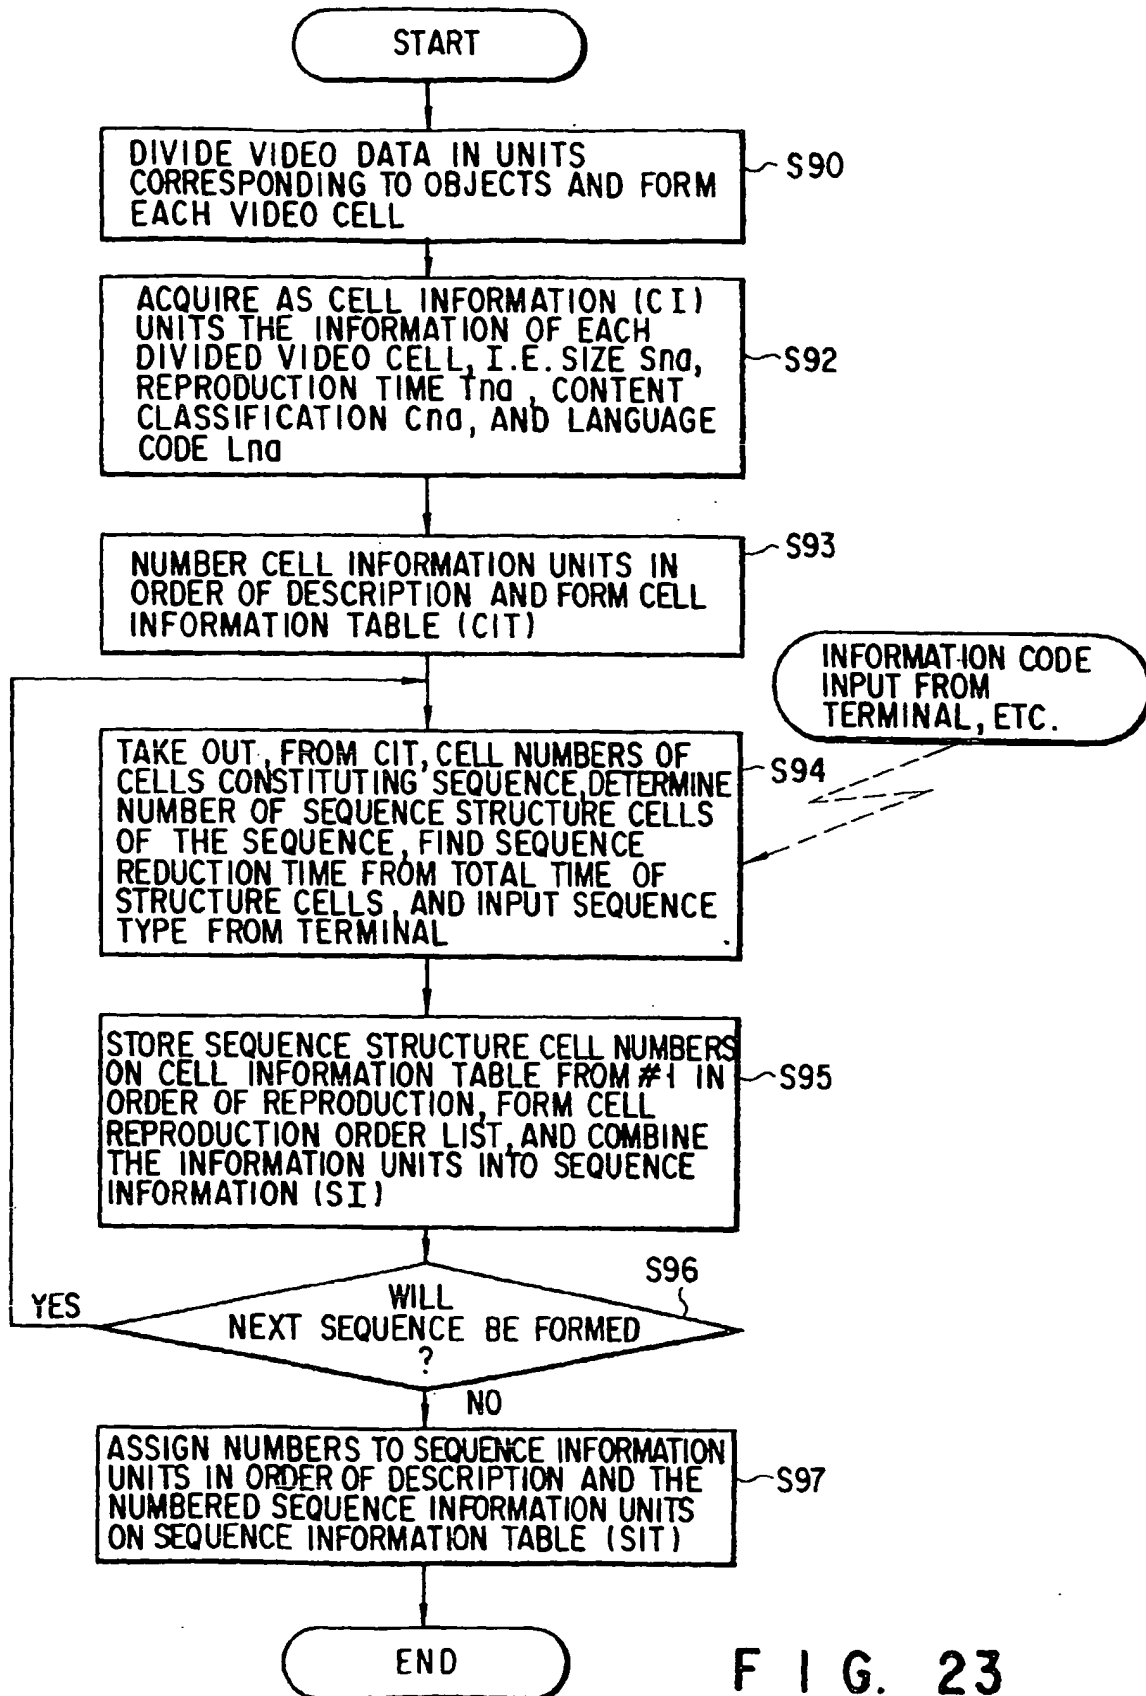 START
DIVIDE VIDEO DATA IN UNITS
CORRESPONDING TO OBJECTS AND FORM
EACH VIDEO CELL
S90
ACQUIRE AS CELL INFORMATION (CI)
UNITS THE INFORMATION OF EACH
DIVIDED VIDEO CELL, I.E. SIZE Sna,
REPRODUCTION TIME Tna, CONTENT
CLASSIFICATION Cna, AND LANGUAGE
CODE Lna
S92
NUMBER CELL INFORMATION UNITS IN
ORDER OF DESCRIPTION AND FORM CELL
INFORMATION TABLE (CIT)
S93
INFORMATION CODE
INPUT FROM
TERMINAL, ETC.
TAKE OUT, FROM CIT, CELL NUMBERS OF
CELLS CONSTITUTING SEQUENCE, DETERMINE
NUMBER OF SEQUENCE STRUCTURE CELLS
OF THE SEQUENCE, FIND SEQUENCE
REDUCTION TIME FROM TOTAL TIME OF
STRUCTURE CELLS, AND INPUT SEQUENCE
TYPE FROM TERMINAL
S94
STORE SEQUENCE STRUCTURE CELL NUMBERS
ON CELL INFORMATION TABLE FROM #1 IN
ORDER OF REPRODUCTION, FORM CELL
REPRODUCTION ORDER LIST, AND COMBINE
THE INFORMATION UNITS INTO SEQUENCE
INFORMATION (SI)
S95
S96
WILL
NEXT SEQUENCE BE FORMED
?
YES
NO
ASSIGN NUMBERS TO SEQUENCE INFORMATION
UNITS IN ORDER OF DESCRIPTION AND THE
NUMBERED SEQUENCE INFORMATION UNITS
ON SEQUENCE INFORMATION TABLE (SIT)
S97
END
FIG. 23